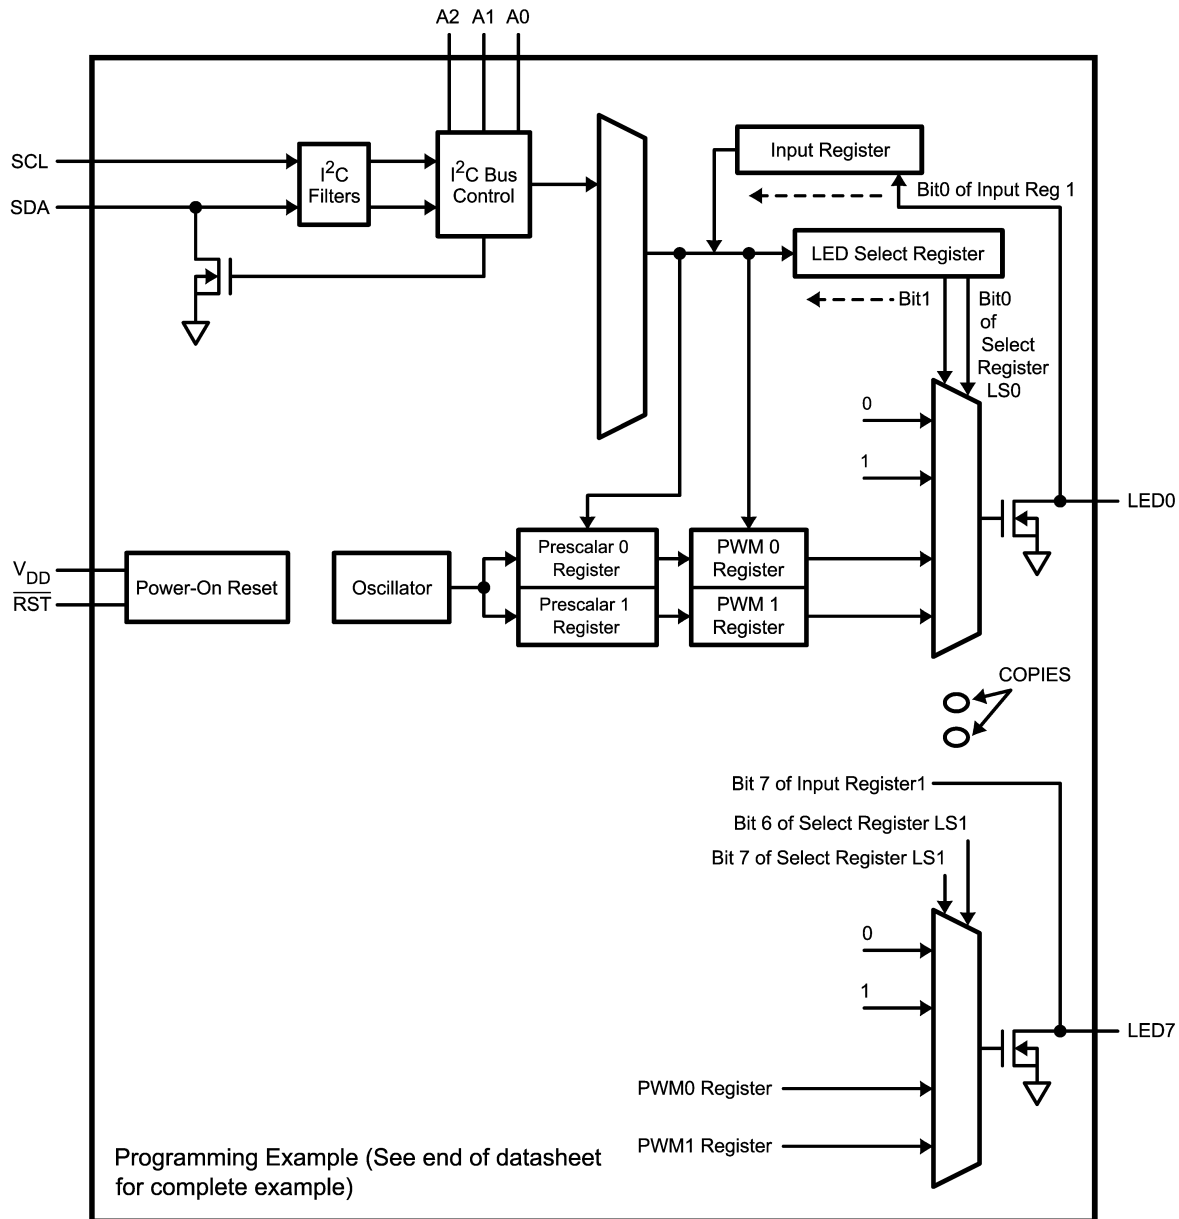 A2 A1 A0
SCL
SDA
I²C
Filters
I²C Bus
Control
Input Register
Bit0 of Input Reg 1
LED Select Register
Bit1
Bit0
of
Select
Register
LS0
0
1
LED0
V_DD
R̅S̅T̅
Power-On Reset
Oscillator
Prescalar 0
Register
Prescalar 1
Register
PWM 0
Register
PWM 1
Register
COPIES
Bit 7 of Input Register1
Bit 6 of Select Register LS1
Bit 7 of Select Register LS1
0
1
LED7
PWM0 Register
PWM1 Register
Programming Example (See end of datasheet
for complete example)